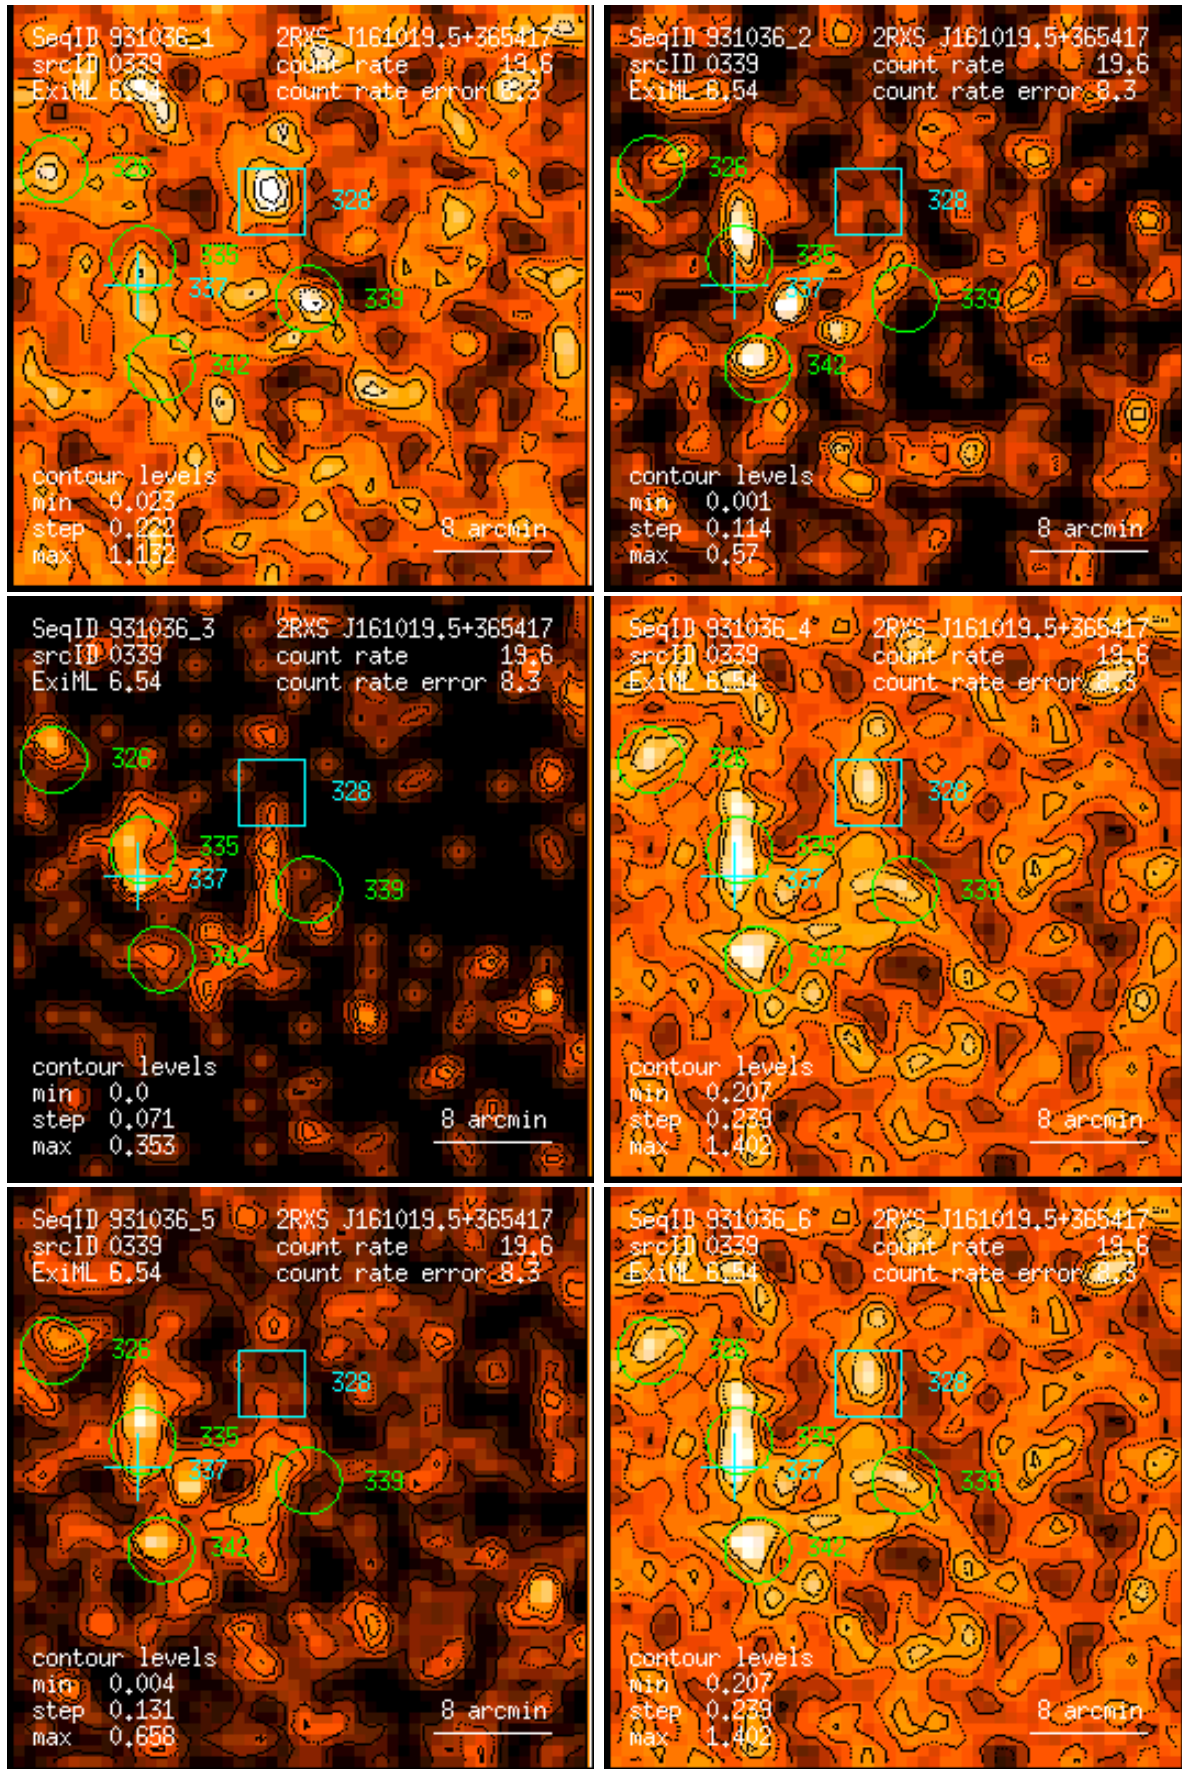 SeqID 931036_1 2RXS J161019.5+365417
srcID 0339 count rate 19.6
ExiML 6.54 count rate error 8.3
326
328
335
337
339
342
contour levels
min 0.023
step 0.222 8 arcmin
max 1.132
SeqID 931036_2 2RXS J161019.5+365417
srcID 0339 count rate 19.6
ExiML 6.54 count rate error 8.3
326
328
335
337
339
342
contour levels
min 0.001
step 0.114 8 arcmin
max 0.57
SeqID 931036_3 2RXS J161019.5+365417
srcID 0339 count rate 19.6
ExiML 6.54 count rate error 8.3
326
328
335
337
339
342
contour levels
min 0.0
step 0.071 8 arcmin
max 0.353
SeqID 931036_4 2RXS J161019.5+365417
srcID 0339 count rate 19.6
ExiML 6.54 count rate error 8.3
326
328
335
337
339
342
contour levels
min 0.207
step 0.239 8 arcmin
max 1.402
SeqID 931036_5 2RXS J161019.5+365417
srcID 0339 count rate 19.6
ExiML 6.54 count rate error 8.3
326
328
335
337
339
342
contour levels
min 0.004
step 0.131 8 arcmin
max 0.658
SeqID 931036_6 2RXS J161019.5+365417
srcID 0339 count rate 19.6
ExiML 6.54 count rate error 8.3
326
328
335
337
339
342
contour levels
min 0.207
step 0.239 8 arcmin
max 1.402